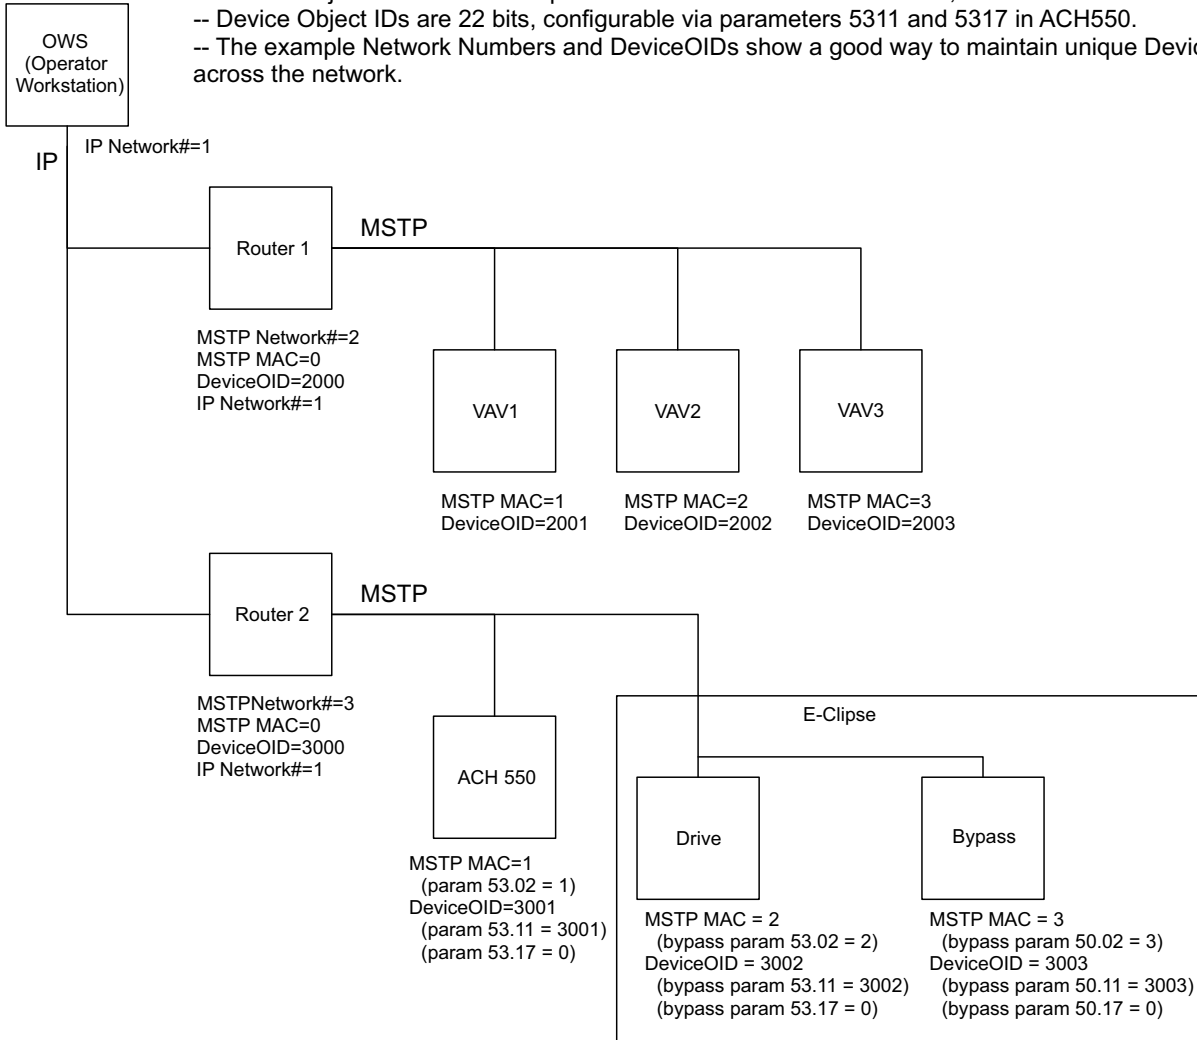 -- Device Object IDs are 22 bits, configurable via parameters 5311 and 5317 in ACH550.
-- The example Network Numbers and DeviceOIDs show a good way to maintain unique
across the network.
OWS
(Operator
Workstation)
IP Network#=1
IP
MSTP
Router 1
MSTP Network#=2
MSTP MAC=0
DeviceOID=2000
IP Network#=1
VAV1
VAV2
VAV3
MSTP MAC=1
DeviceOID=2001
MSTP MAC=2
DeviceOID=2002
MSTP MAC=3
DeviceOID=2003
MSTP
Router 2
MSTPNetwork#=3
MSTP MAC=0
DeviceOID=3000
IP Network#=1
E-Clipse
ACH 550
Drive
Bypass
MSTP MAC=1
(param 53.02 = 1)
DeviceOID=3001
(param 53.11 = 3001)
(param 53.17 = 0)
MSTP MAC = 2
(bypass param 53.02 = 2)
DeviceOID = 3002
(bypass param 53.11 = 3002)
(bypass param 53.17 = 0)
MSTP MAC = 3
(bypass param 50.02 = 3)
DeviceOID = 3003
(bypass param 50.11 = 3003)
(bypass param 50.17 = 0)